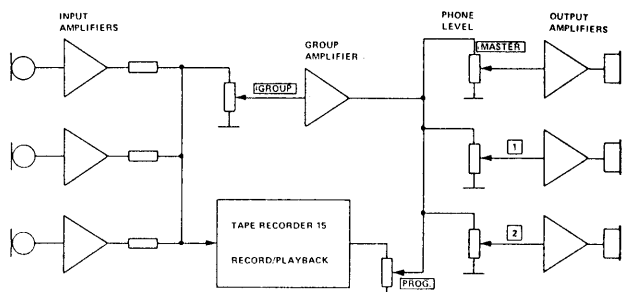 INPUT
AMPLIFIERS
GROUP
AMPLIFIER
PHONE
LEVEL
OUTPUT
AMPLIFIERS
MASTER
GROUP
1
TAPE RECORDER 15
RECORD/PLAYBACK
2
PROG.